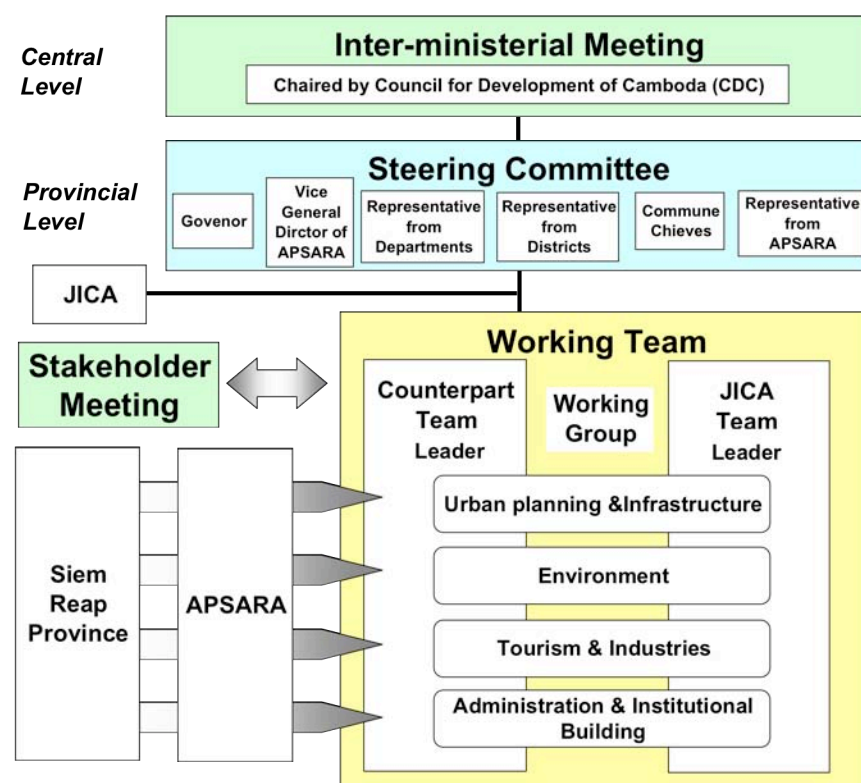 Central
Level
Inter-ministerial Meeting
Chaired by Council for Development of Camboda (CDC)
Provincial
Level
Steering Committee
Govenor
Vice
General
Dirctor of
APSARA
Representative
from
Departments
Representative
from
Districts
Commune
Chieves
Representative
from
APSARA
JICA
Stakeholder
Meeting
Working Team
Counterpart
Team
Leader
Working
Group
JICA
Team
Leader
Siem
Reap
Province
APSARA
Urban planning &Infrastructure
Environment
Tourism & Industries
Administration & Institutional
Building